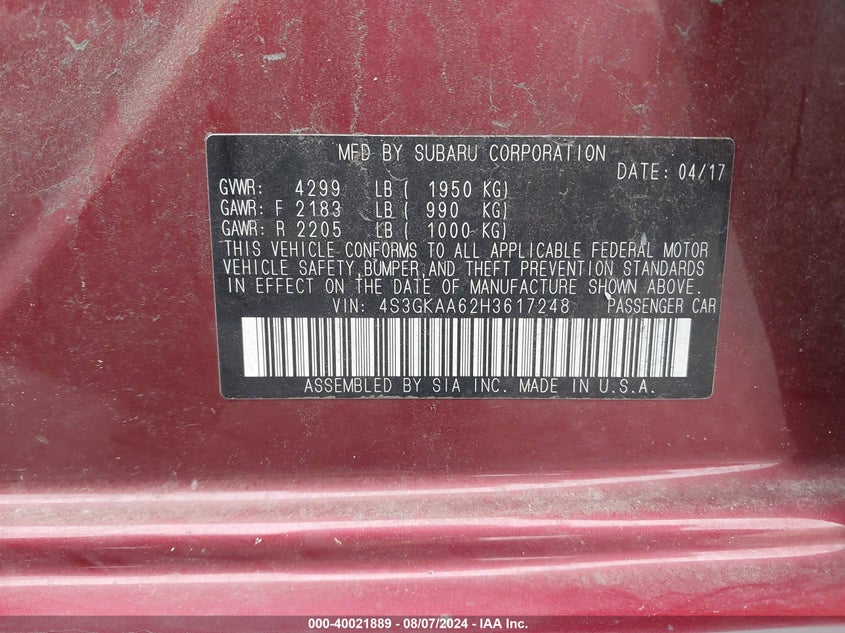 MFD BY SUBARU CORPORATION
DATE: 04/17
GVWR: 4299 LB ( 1950 KG)
GAWR: F 2183 LB ( 990 KG)
GAWR: R 2205 LB ( 1000 KG)
THIS VEHICLE CONFORMS TO ALL APPLICABLE FEDERAL MOTOR
VEHICLE SAFETY,BUMPER,AND THEFT PREVENTION STANDARDS
IN EFFECT ON THE DATE OF MANUFACTURE SHOWN ABOVE.
VIN: 4S3GKAA62H3617248 PASSENGER CAR
ASSEMBLED BY SIA INC. MADE IN U.S.A.
000-40021889 - 08/07/2024 - IAA Inc.